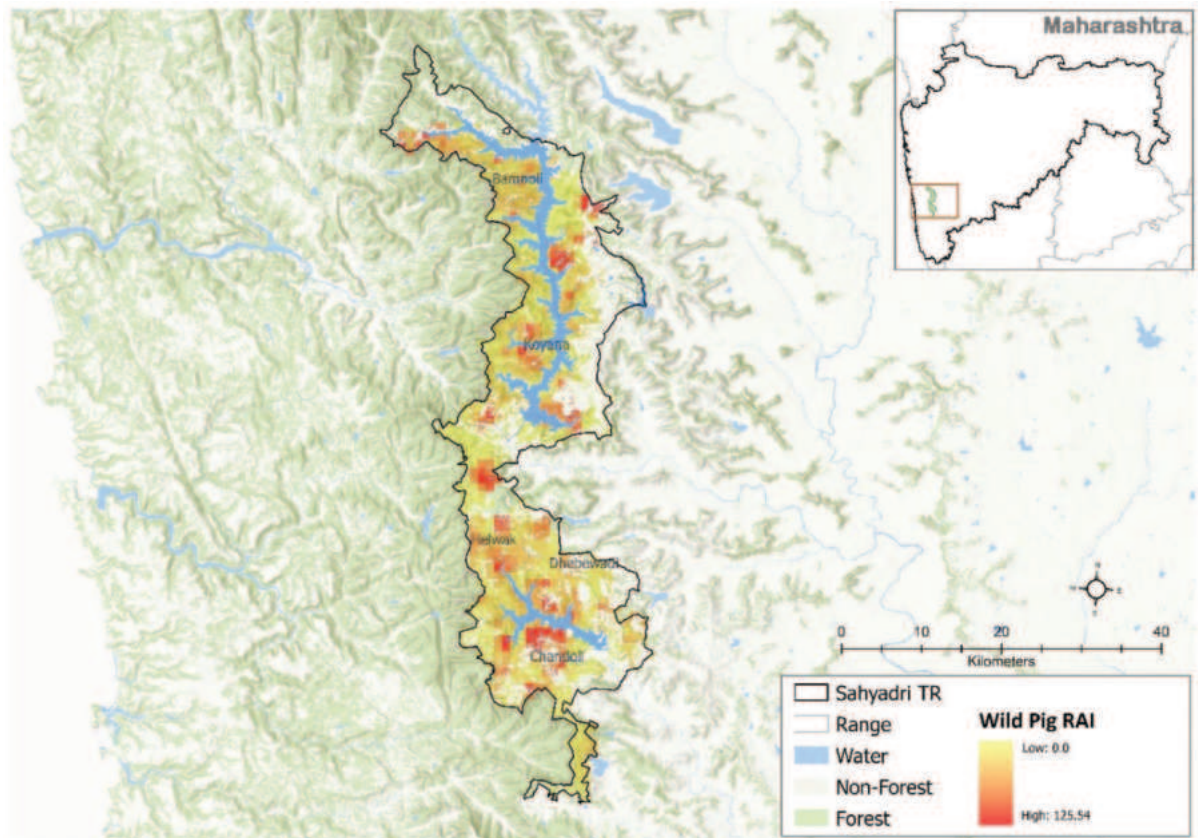 Maharashtra
Bamnoli
Koyana
Helwak
Dhebewadi
Chandoli
N
W
E
S
0
10
20
40
Kilometers
Sahyadri TR
Range
Water
Non-Forest
Forest
Wild Pig RAI
Low: 0.0
High: 125.54